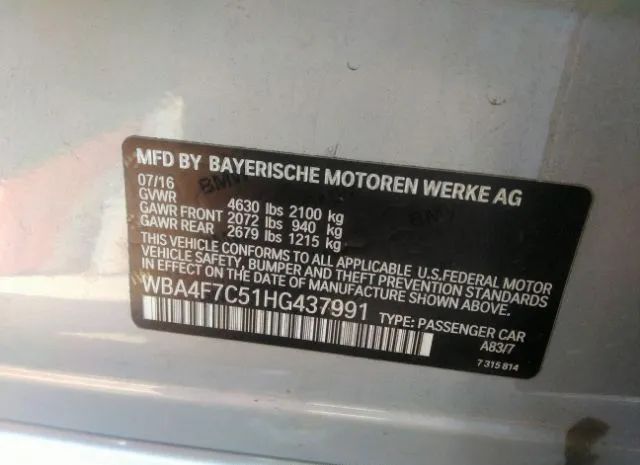 MFD BY BAYERISCHE MOTOREN WERKE AG
07/16
GVWR 4630 lbs 2100 kg
GAWR FRONT 2072 lbs 940 kg
GAWR REAR 2679 lbs 1215 kg
THIS VEHICLE CONFORMS TO ALL APPLICABLE U.S.FEDERAL MOTOR
VEHICLE SAFETY, BUMPER AND THEFT PREVENTION STANDARDS
IN EFFECT ON THE DATE OF MANUFACTURE SHOWN ABOVE.
WBA4F7C51HG437991 TYPE: PASSENGER CAR
A83/7
7 315 814